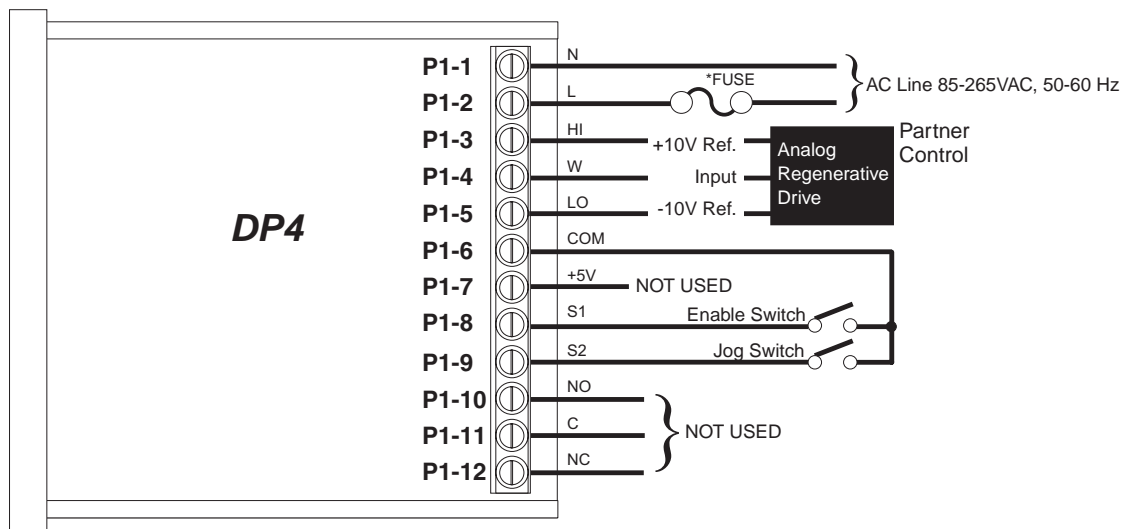 DP4
P1-1 N
P1-2 L *FUSE
AC Line 85-265VAC, 50-60 Hz
P1-3 HI +10V Ref.
P1-4 W Input
P1-5 LO -10V Ref.
Analog
Regenerative
Drive
Partner
Control
P1-6 COM
P1-7 +5V NOT USED
P1-8 S1 Enable Switch
P1-9 S2 Jog Switch
P1-10 NO
P1-11 C
P1-12 NC
NOT USED